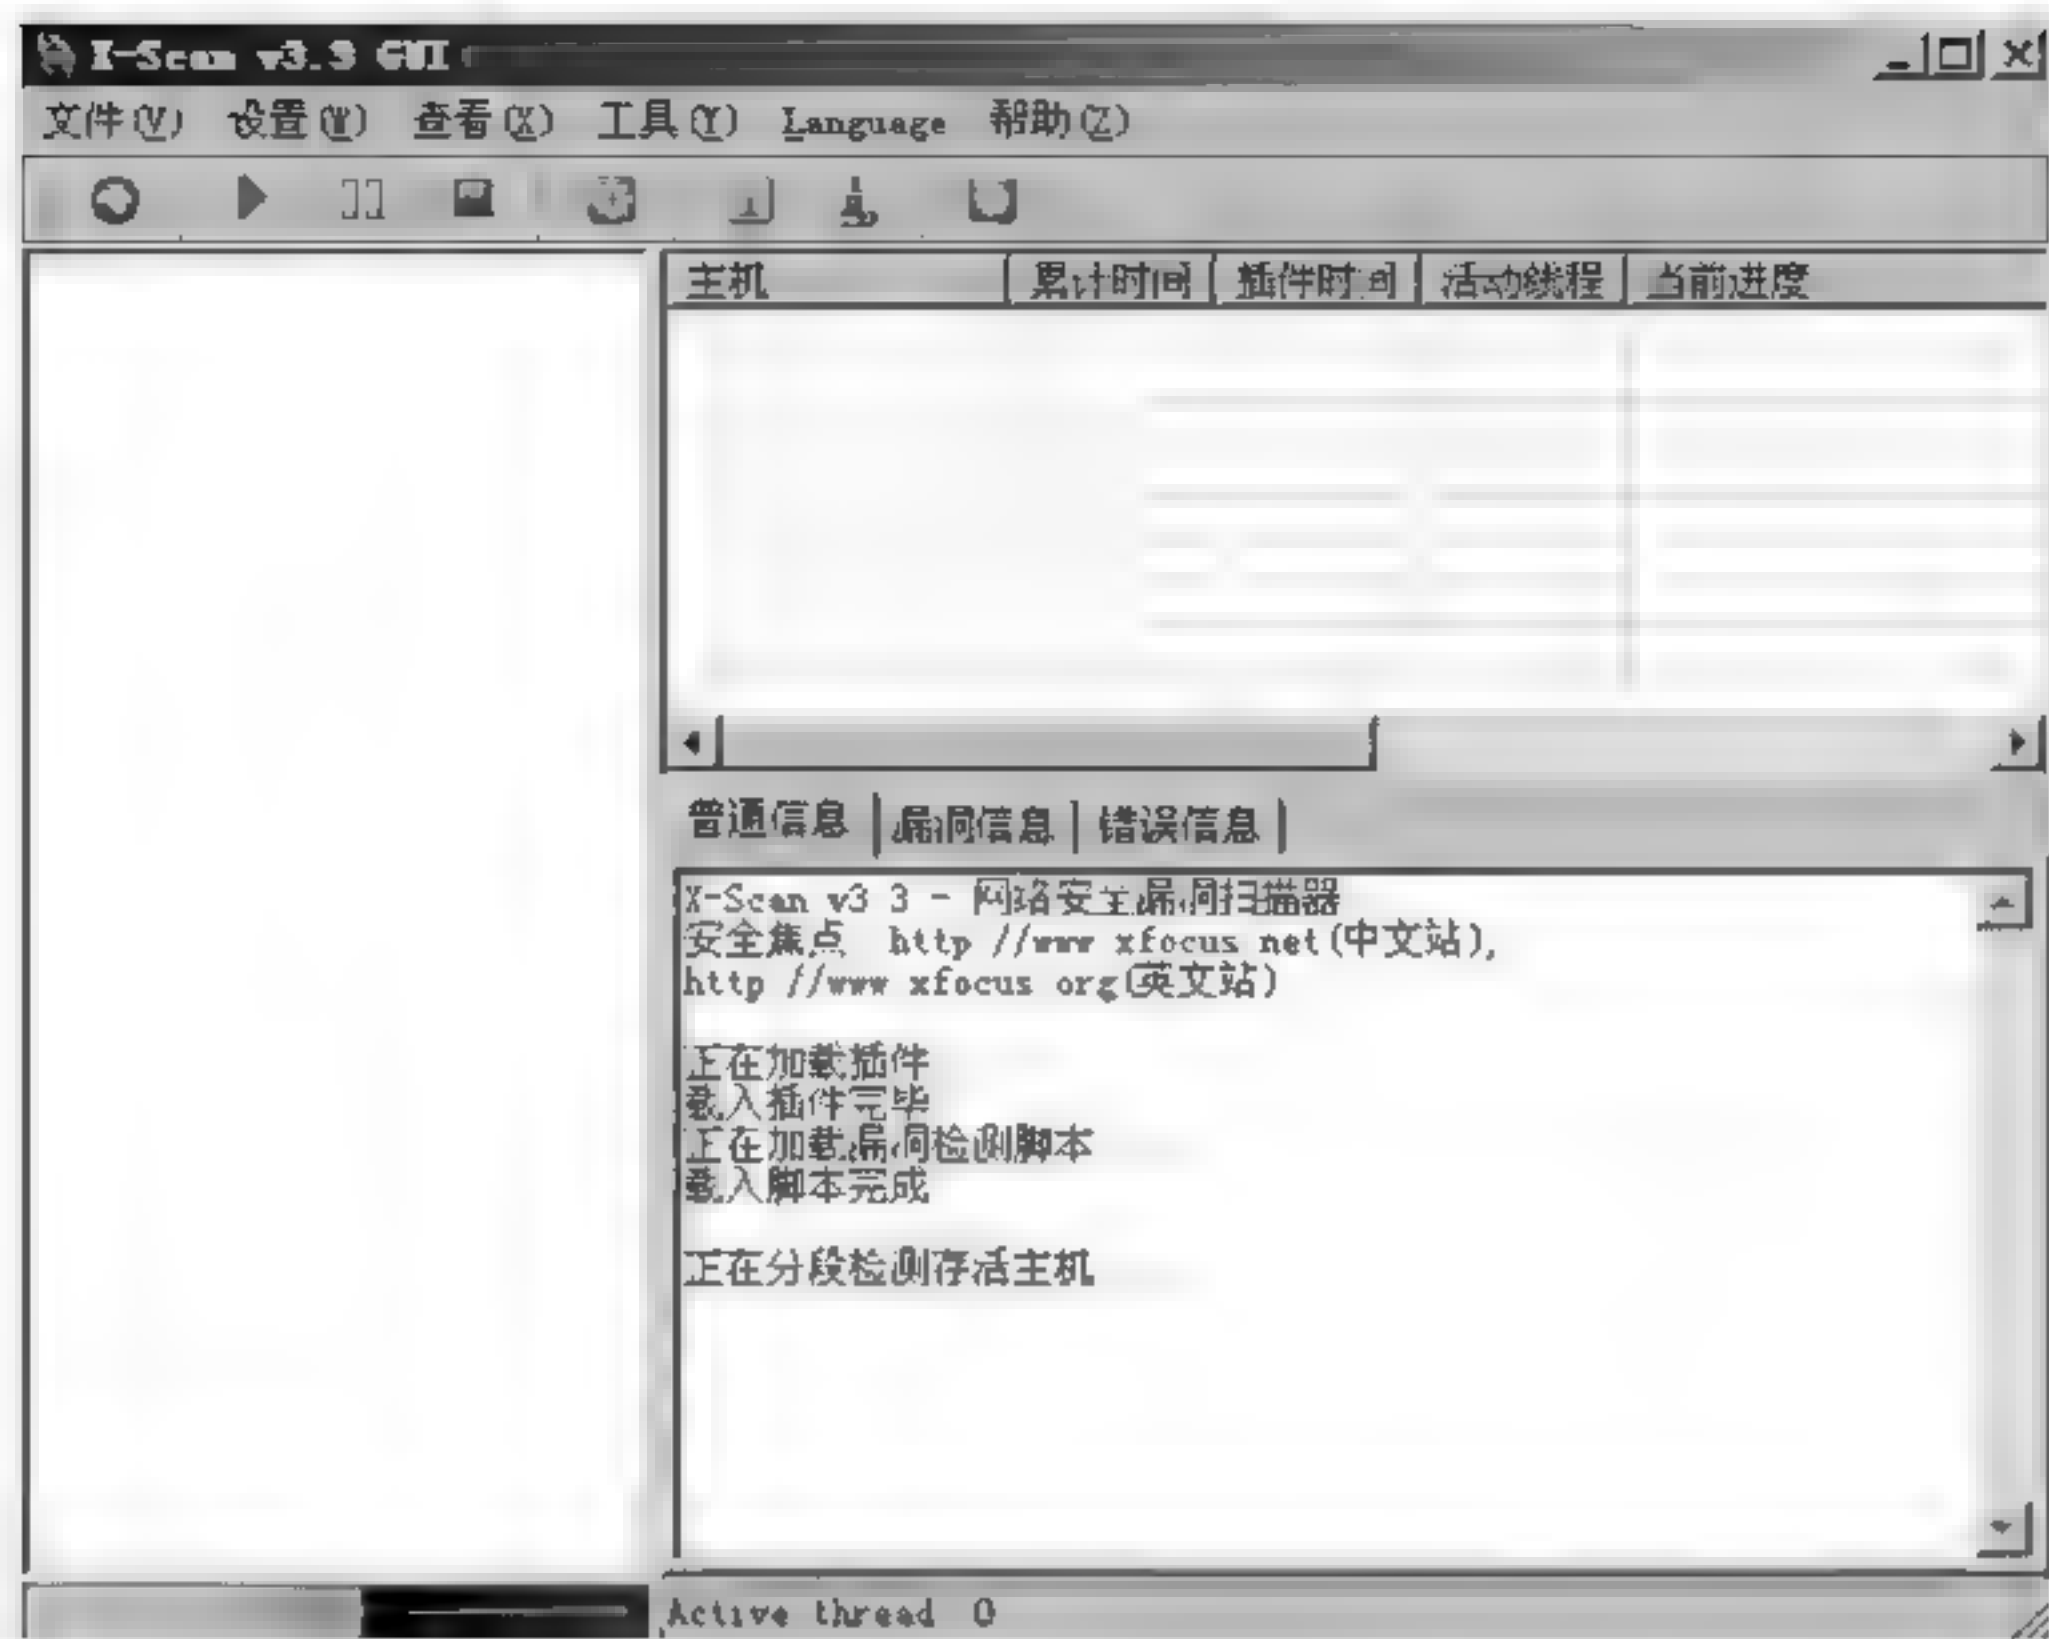 X-Scan v3.3 GUI
文件(V) 设置(W) 查看(X) 工具(Y) Language 帮助(Z)
主机 累计时间 插件时间 活动线程 当前进度
普通信息 漏洞信息 错误信息
X-Scan v3 3 - 网络安全漏洞扫描器
安全焦点 http //www xfocus net(中文站),
http //www xfocus org(英文站)
正在加载插件
载入插件完毕
正在加载漏洞检测脚本
载入脚本完成
正在分段检测存活主机
Active thread 0